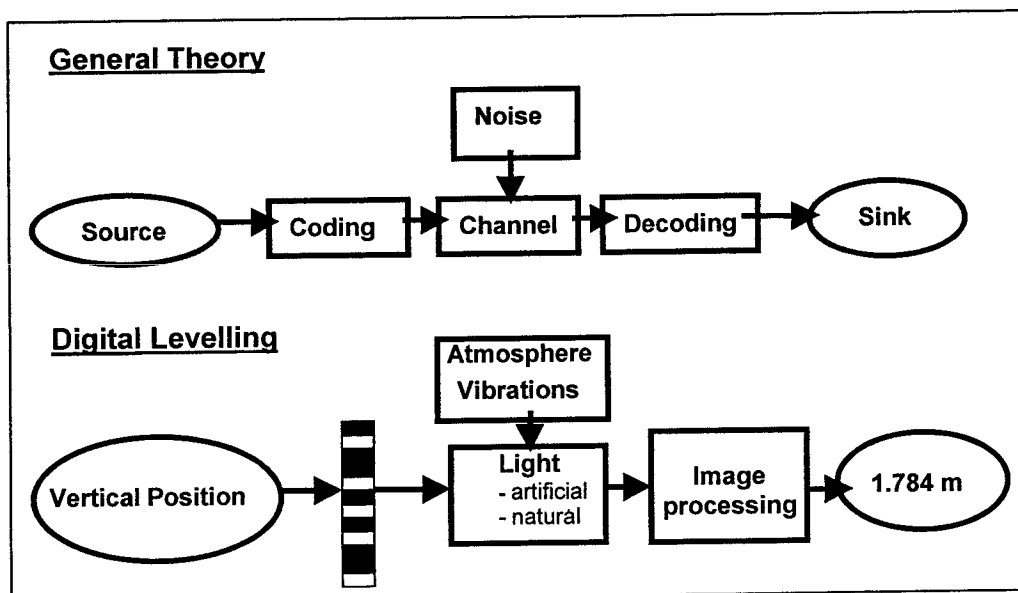 General Theory
Noise
Source
Coding
Channel
Decoding
Sink
Digital Levelling
Atmosphere
Vibrations
Vertical Position
Light
- artificial
- natural
Image
processing
1.784 m